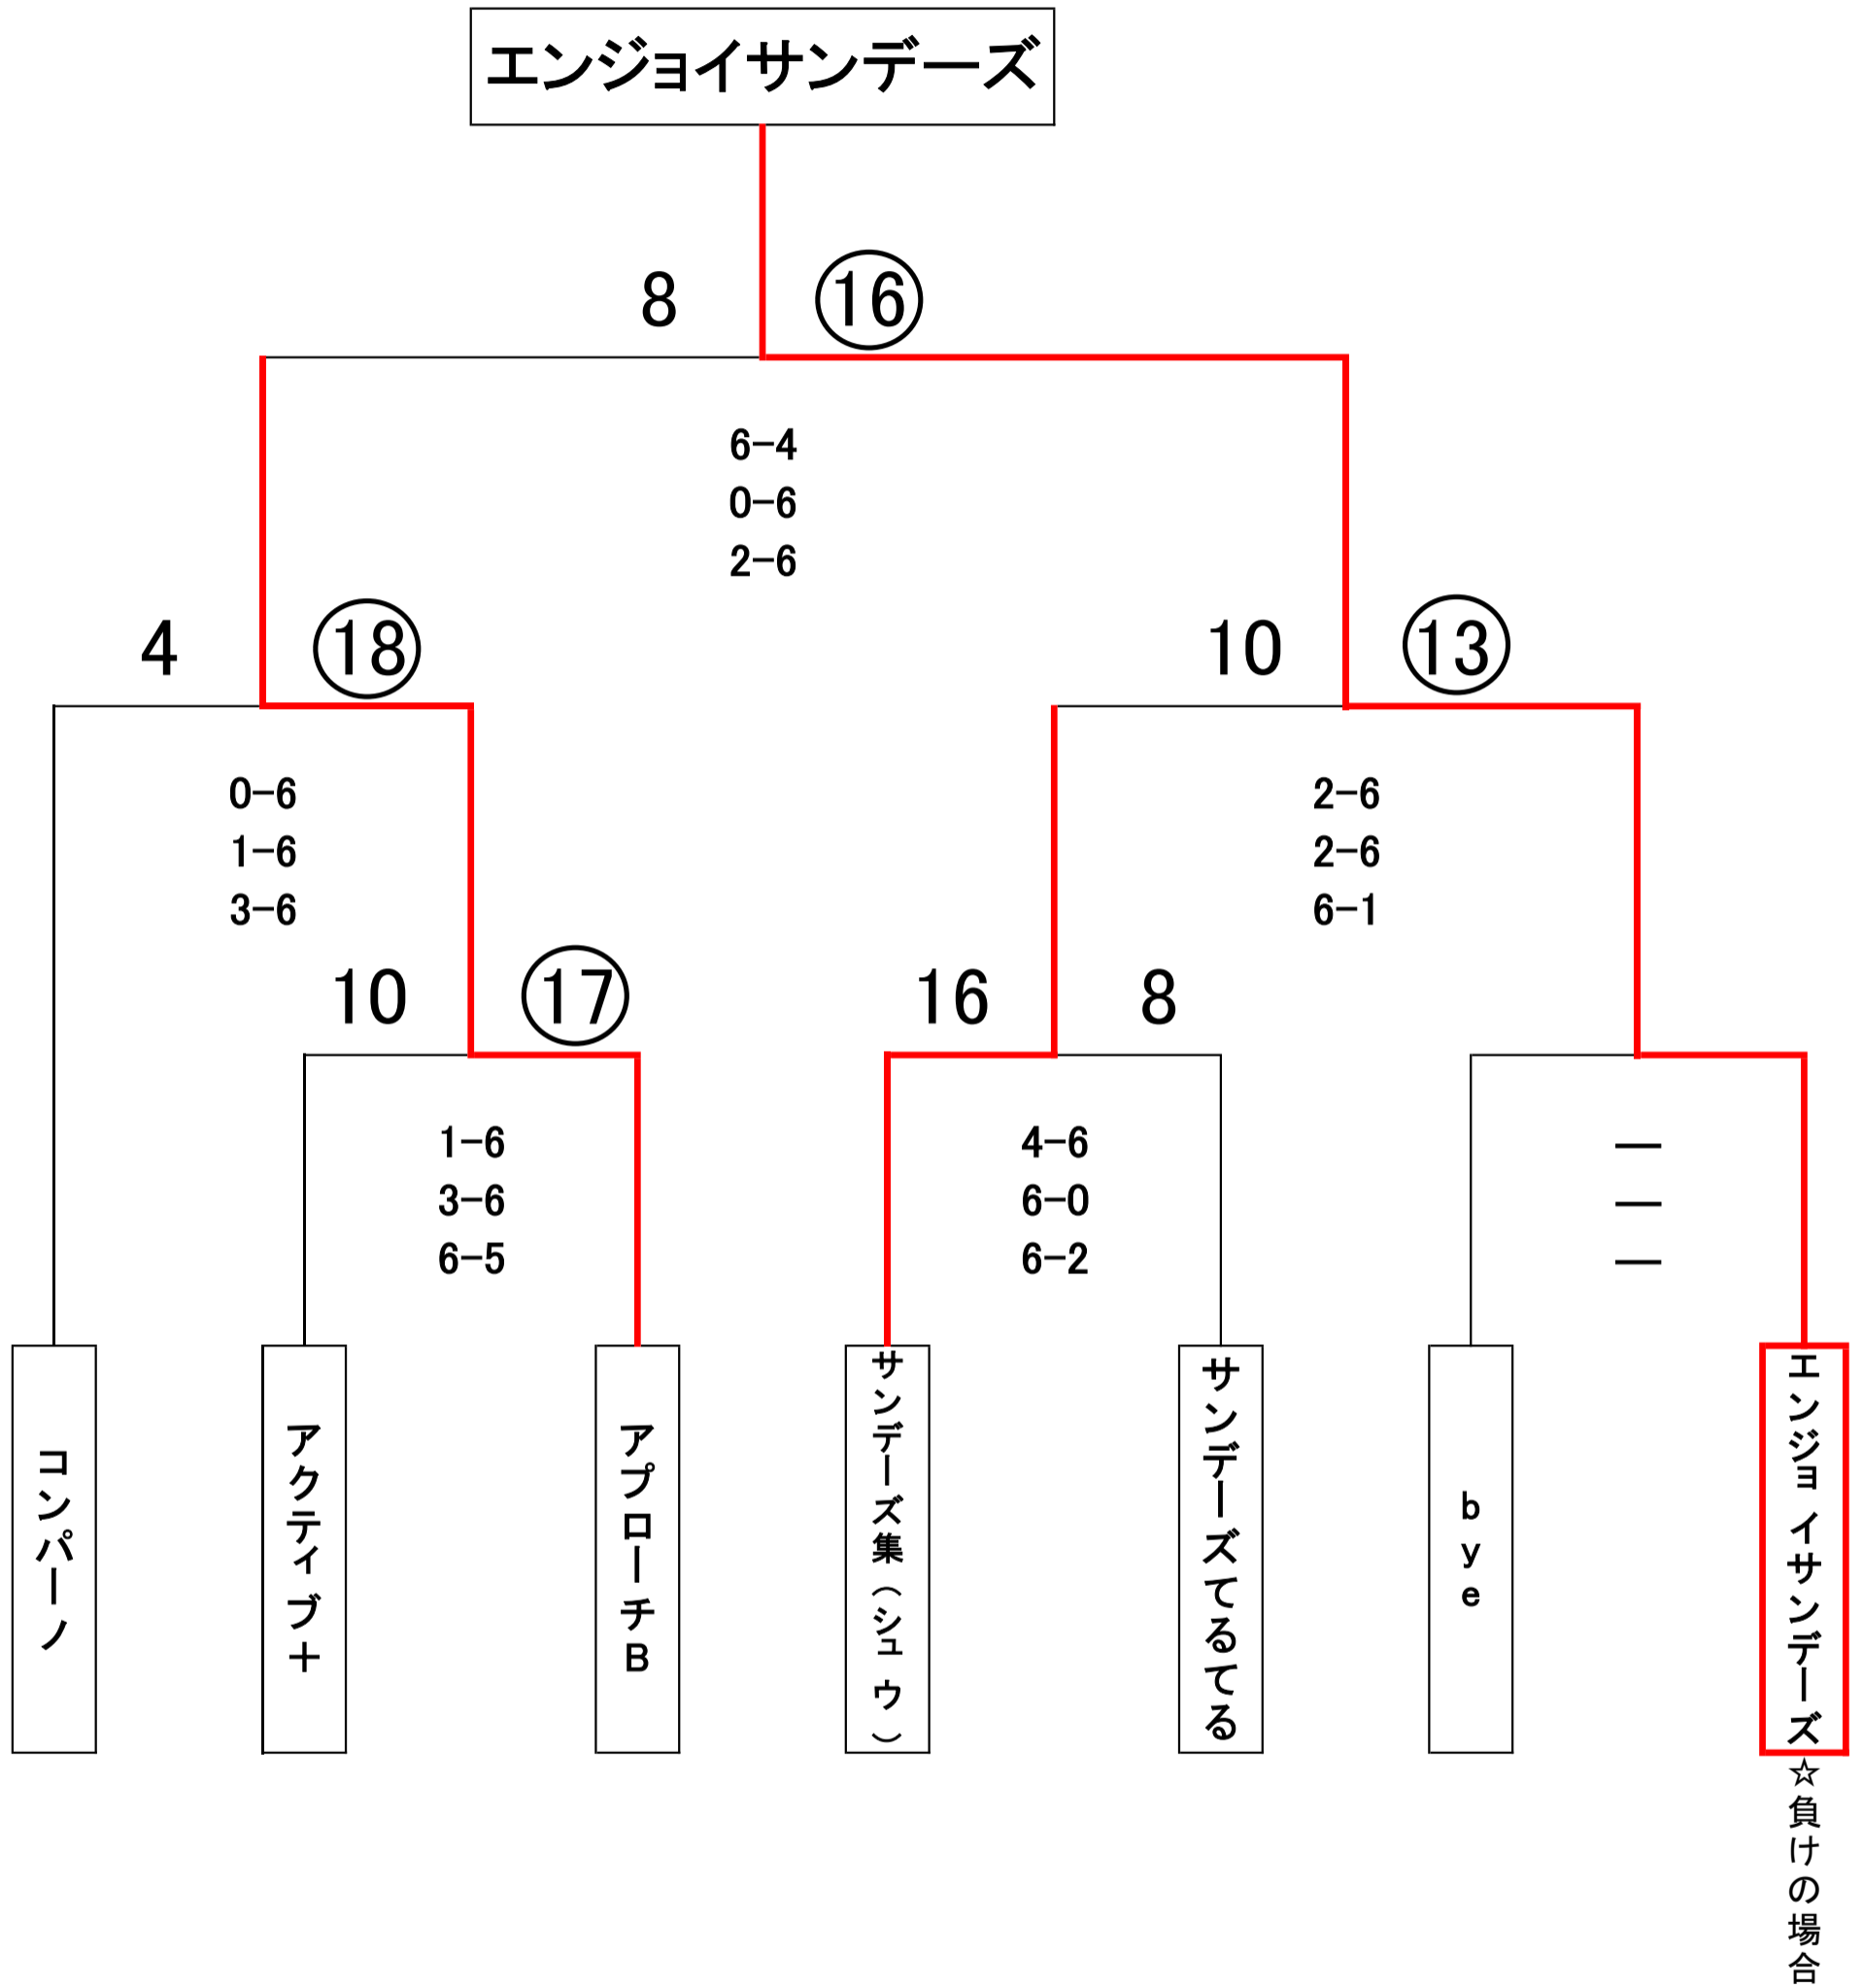 エンジョイサンデーズ
8 ⑯
6-4
0-6
2-6
4 ⑱ 10 ⑬
0-6 2-6
1-6 2-6
3-6 6-1
10 ⑰ 16 8
1-6 4-6 —
3-6 6-0 —
6-5 6-2 —
コンパーノ
アクティブ＋
アプローチB
サンデーズ集（シュウ）
サンデーズてるてる
bye
エンジョイサンデーズ
☆負けの場合